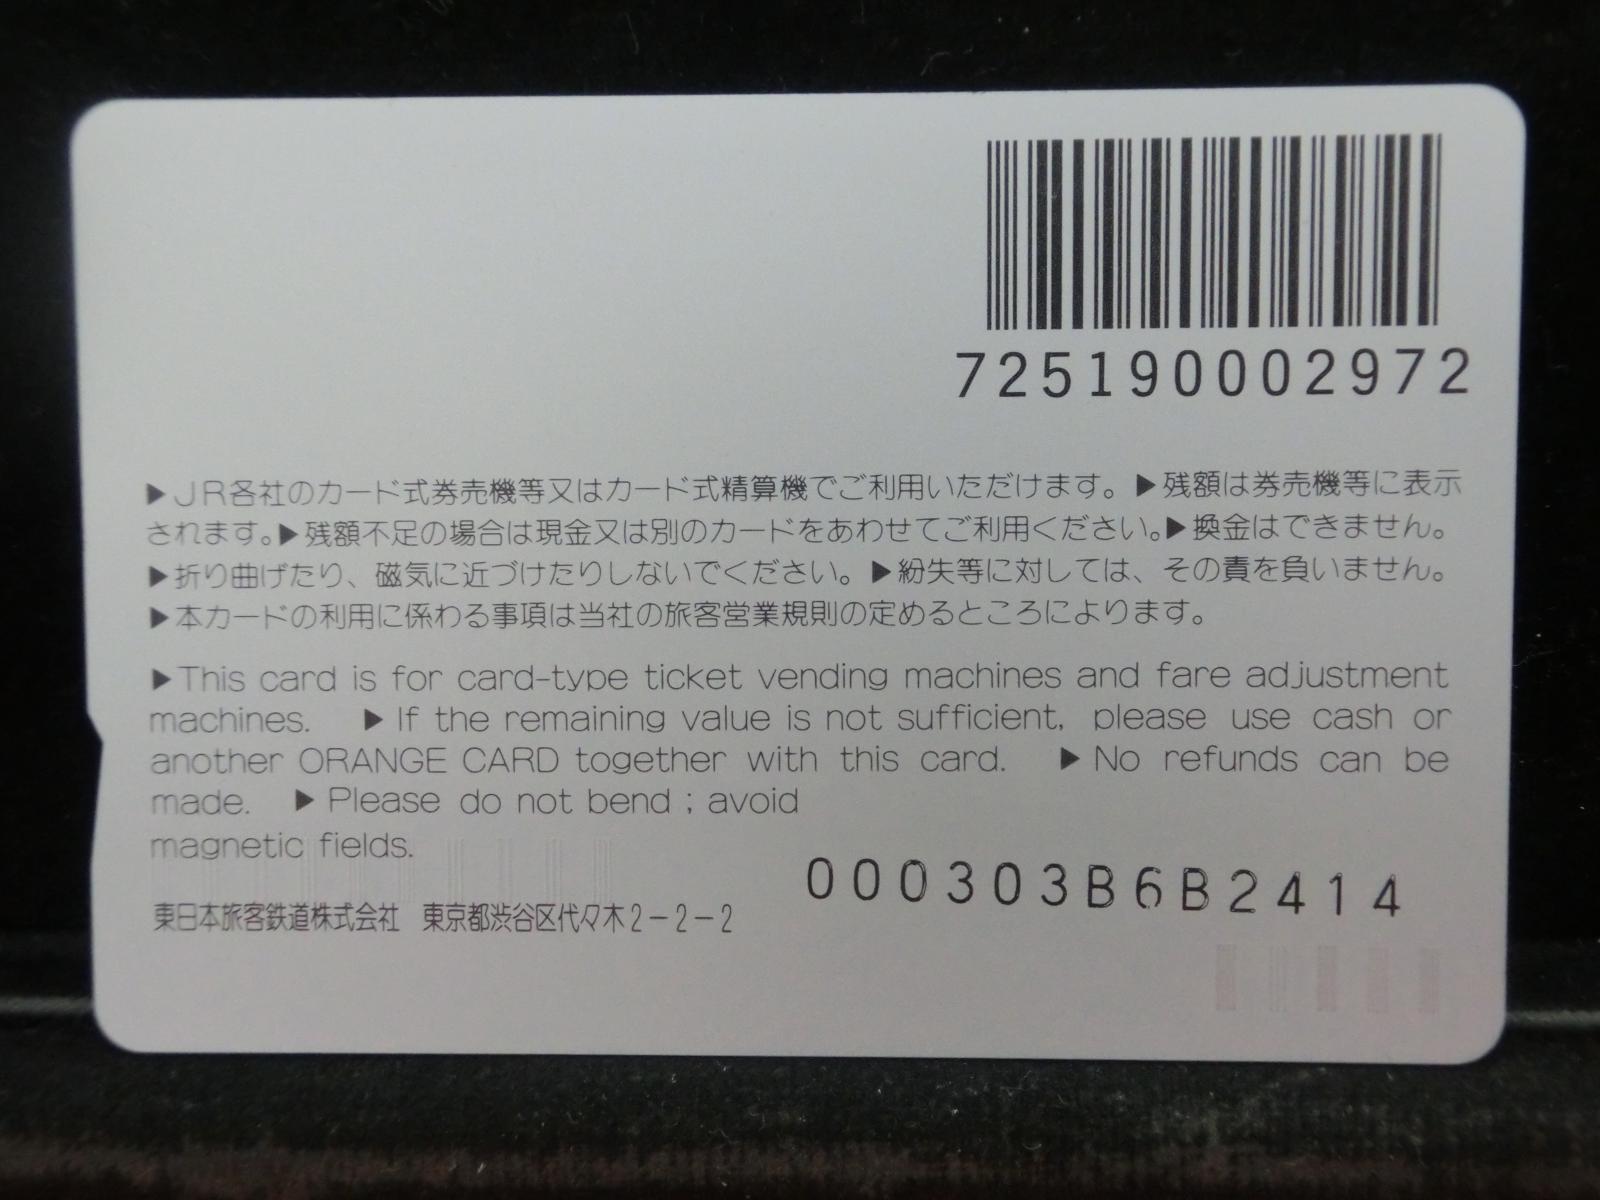 725190002972
▶JR各社のカード式券売機等又はカード式精算機でご利用いただけます。▶残額は券売機等に表示
されます。▶残額不足の場合は現金又は別のカードをあわせてご利用ください。▶換金はできません。
▶折り曲げたり、磁気に近づけたりしないでください。▶紛失等に対しては、その責を負いません。
▶本カードの利用に係わる事項は当社の旅客営業規則の定めるところによります。
▶This card is for card-type ticket vending machines and fare adjustment
machines. ▶If the remaining value is not sufficient, please use cash or
another ORANGE CARD together with this card. ▶No refunds can be
made. ▶Please do not bend ; avoid
magnetic fields.
000303B6B2414
東日本旅客鉄道株式会社 東京都渋谷区代々木2-2-2